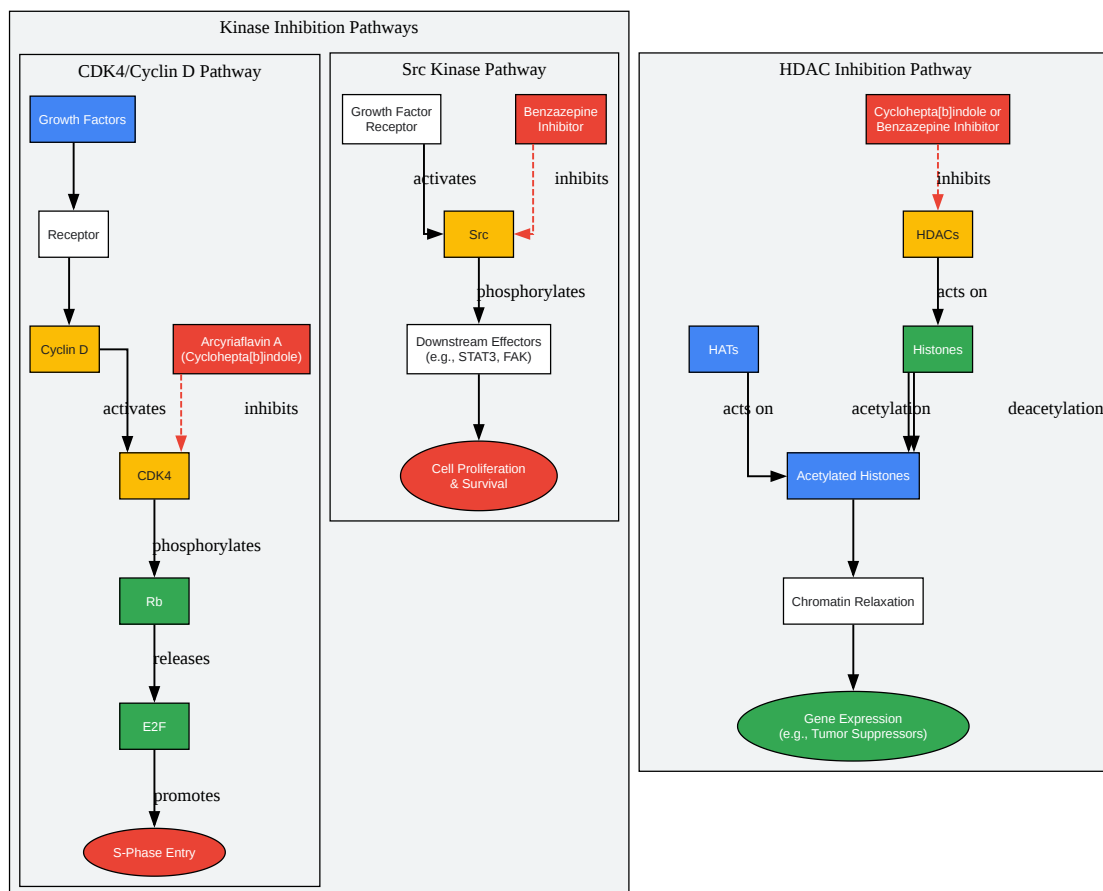 Kinase Inhibition Pathways
CDK4/Cyclin D Pathway
Growth Factors
Receptor
Cyclin D
Arcyriaflavin A
(Cyclohepta[b]indole)
activates
inhibits
CDK4
phosphorylates
Rb
releases
E2F
promotes
S-Phase Entry
Src Kinase Pathway
Growth Factor
Receptor
Benzazepine
Inhibitor
activates
inhibits
Src
phosphorylates
Downstream Effectors
(e.g., STAT3, FAK)
Cell Proliferation
& Survival
HDAC Inhibition Pathway
Cyclohepta[b]indole or
Benzazepine Inhibitor
inhibits
HDACs
acts on
HATs
Histones
acts on
acetylation
deacetylation
Acetylated Histones
Chromatin Relaxation
Gene Expression
(e.g., Tumor Suppressors)